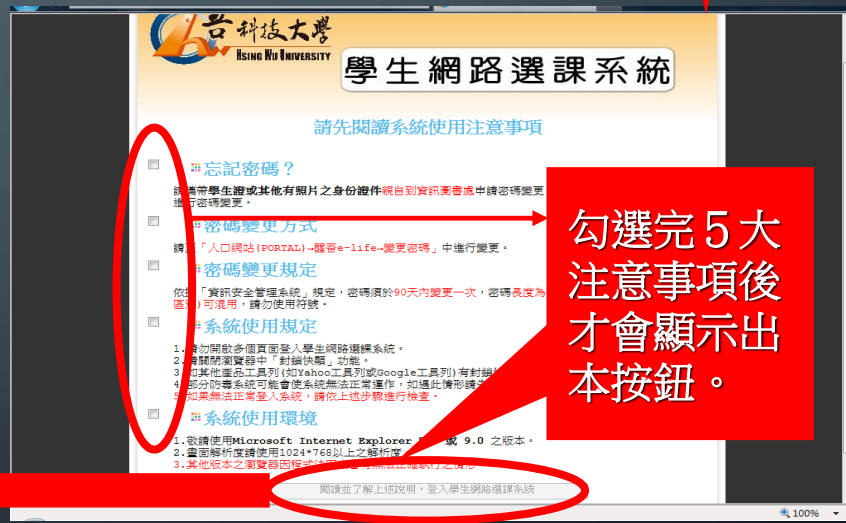 吾科技大學
HSING WU UNIVERSITY
學生網路選課系統
請先閱讀系統使用注意事項
忘記密碼？
攜帶學生證或其他有照片之身份證件親自到資訊圖書處申請密碼變更
進行密碼變更。
密碼變更方式
請「入口網站(PORTAL)→醒吾e-life→變更密碼」中進行變更。
密碼變更規定
依「資訊安全管理系統」規定，密碼須於90天內變更一次，密碼長度為
區)可混用，請勿使用符號。
系統使用規定
1.請勿開啟多個頁面登入學生網路選課系統。
2.請關閉瀏覽器中「封鎖快顯」功能。
3.如其他產品工具列(如Yahoo工具列或Google工具列)有封鎖
4.部分防毒系統可能會使系統無法正常運作，如遇此情形請
5.如果無法正常登入系統，請依上述步驟進行檢查。
系統使用環境
1.敬請使用Microsoft Internet Explorer 或 9.0 之版本。
2.畫面解析度請使用1024*768以上之解析度
3.其他版本之瀏覽器因程式
閱讀並了解上述說明，登入學生網路選課系統
勾選完５大
注意事項後
才會顯示出
本按鈕。
100%